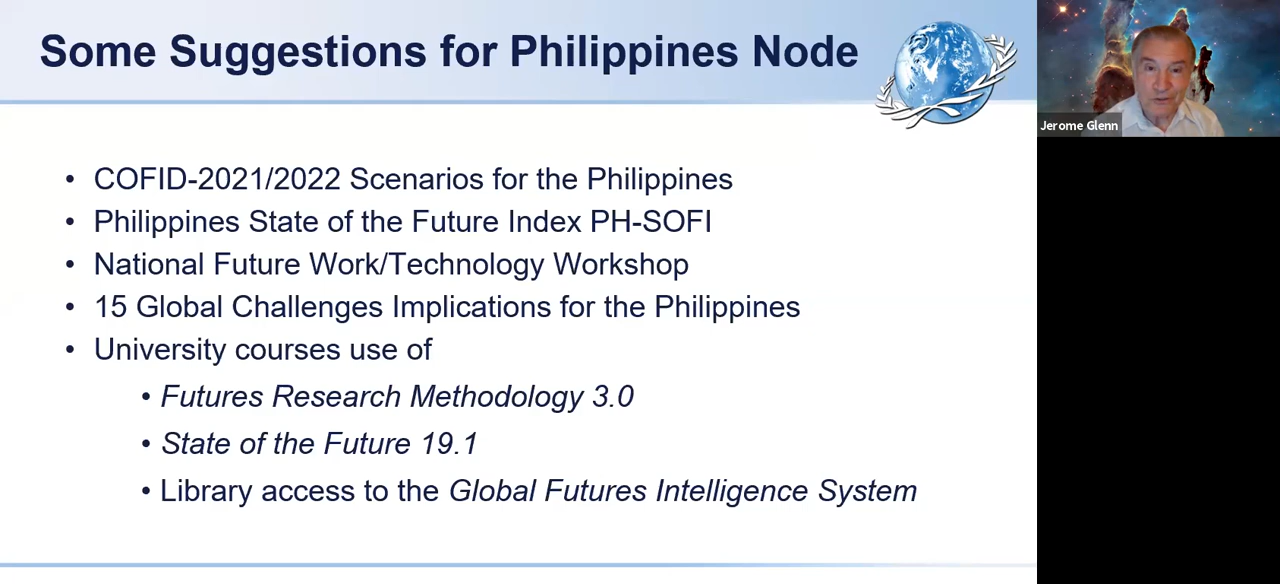 Some Suggestions for Philippines Node
Jerome Glenn
• COFID-2021/2022 Scenarios for the Philippines
• Philippines State of the Future Index PH-SOFI
• National Future Work/Technology Workshop
• 15 Global Challenges Implications for the Philippines
• University courses use of
• Futures Research Methodology 3.0
• State of the Future 19.1
• Library access to the Global Futures Intelligence System